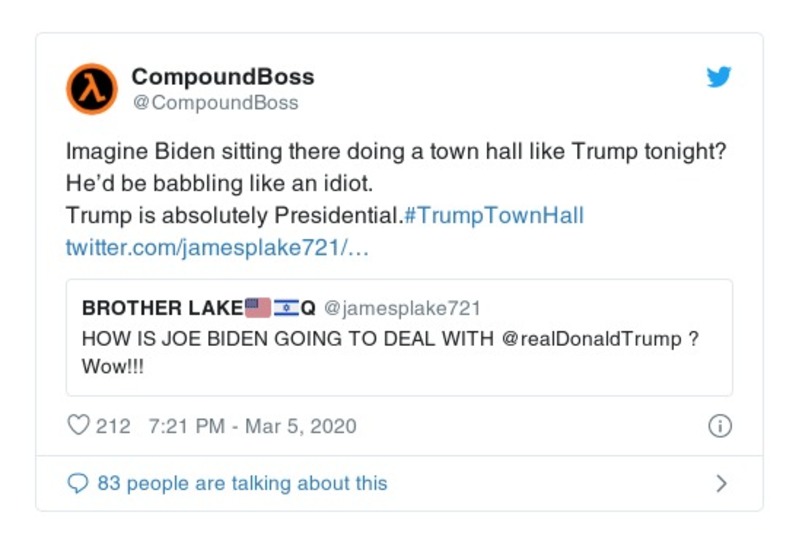 CompoundBoss
@CompoundBoss
Imagine Biden sitting there doing a town hall like Trump tonight?
He’d be babbling like an idiot.
Trump is absolutely Presidential.#TrumpTownHall
twitter.com/jamesplake721/…
BROTHER LAKE🇺🇸🇮🇱Q @jamesplake721
HOW IS JOE BIDEN GOING TO DEAL WITH @realDonaldTrump ?
Wow!!!
212 7:21 PM - Mar 5, 2020
83 people are talking about this